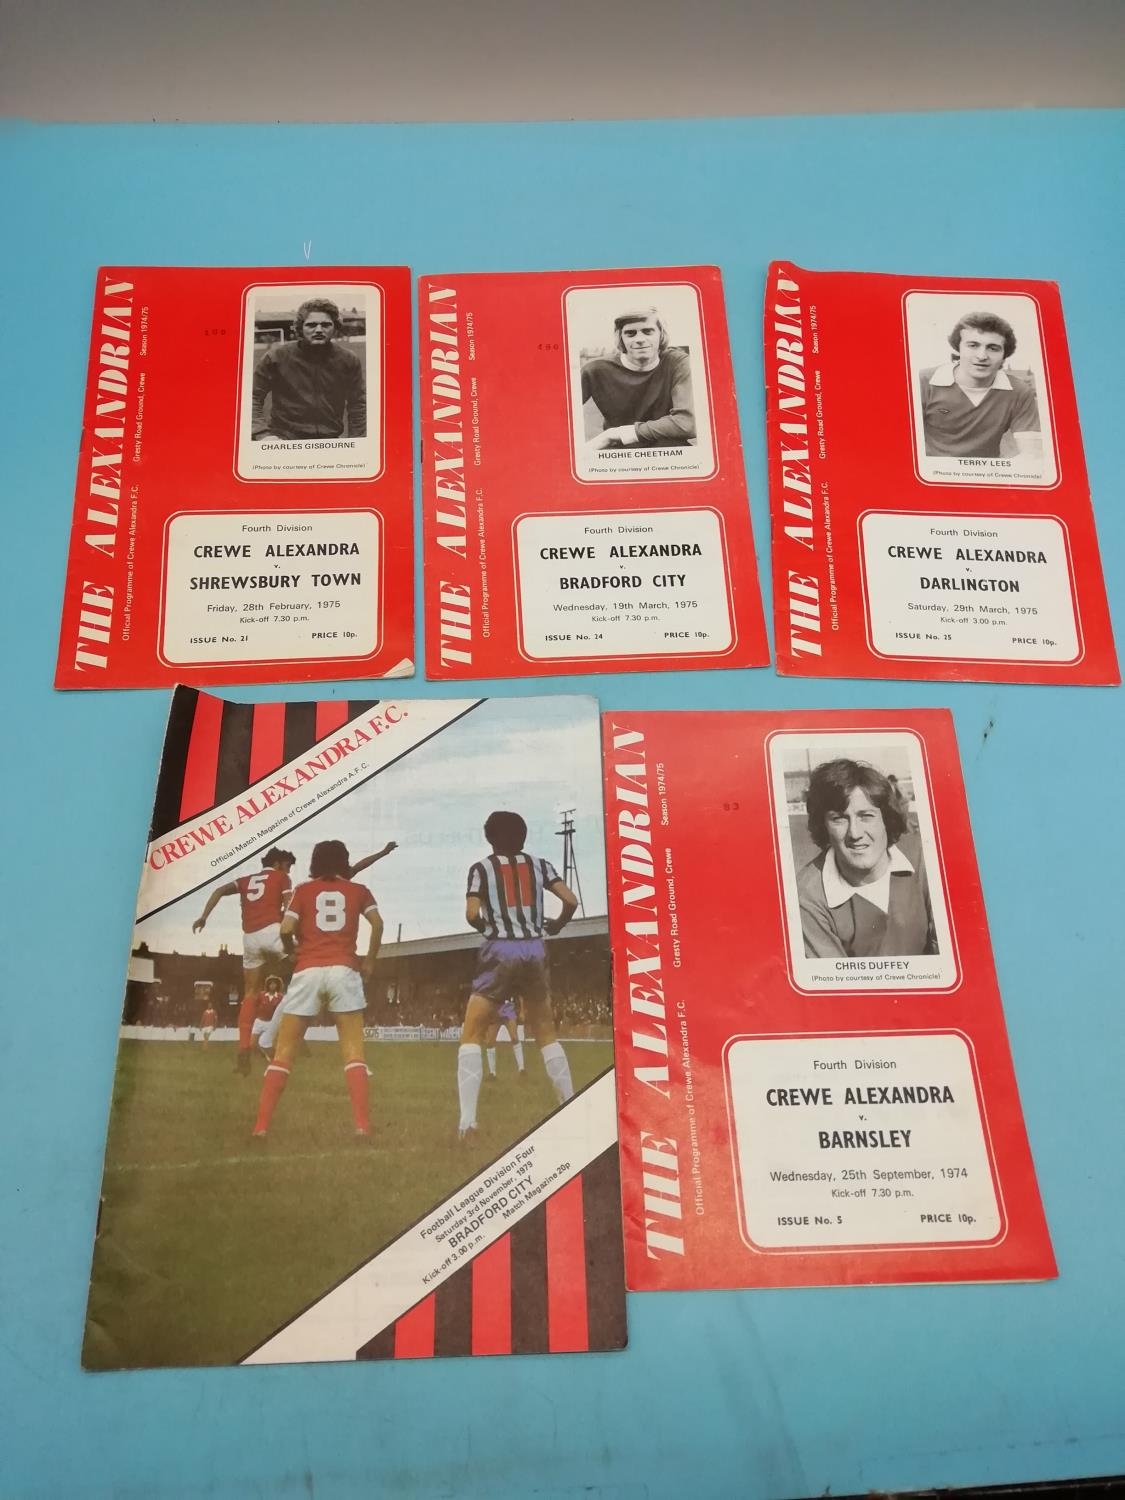 THE ALEXANDRIAN
Official Programme of Crewe Alexandra F.C. Gresty Road Ground, Crewe Season 1974/75
CHARLES GISBOURNE
(Photo by courtesy of Crewe Chronicle)
Fourth Division
CREWE ALEXANDRA
v.
SHREWSBURY TOWN
Friday, 28th February, 1975
Kick-off 7.30 p.m.
ISSUE No. 21 PRICE 10p.
THE ALEXANDRIAN
Official Programme of Crewe Alexandra F.C. Gresty Road Ground, Crewe Season 1974/75
HUGHIE CHEETHAM
(Photo by courtesy of Crewe Chronicle)
Fourth Division
CREWE ALEXANDRA
v.
BRADFORD CITY
Wednesday, 19th March, 1975
Kick-off 7.30 p.m.
ISSUE No. 24 PRICE 10p.
THE ALEXANDRIAN
Official Programme of Crewe Alexandra F.C. Gresty Road Ground, Crewe Season 1974/75
TERRY LEES
(Photo by courtesy of Crewe Chronicle)
Fourth Division
CREWE ALEXANDRA
v.
DARLINGTON
Saturday, 29th March, 1975
Kick-off 3.00 p.m.
ISSUE No. 25 PRICE 10p.
CREWE ALEXANDRA F.C.
Official Match Magazine of Crewe Alexandra A.F.C.
5
8
Football League Division Four
Saturday 3rd November, 1979
BRADFORD CITY
Kick-off 3.00 p.m. Match Magazine 20p
THE ALEXANDRIAN
Official Programme of Crewe Alexandra F.C. Gresty Road Ground, Crewe Season 1974/75
83
CHRIS DUFFEY
(Photo by courtesy of Crewe Chronicle)
Fourth Division
CREWE ALEXANDRA
v.
BARNSLEY
Wednesday, 25th September, 1974
Kick-off 7.30 p.m.
ISSUE No. 5 PRICE 10p.